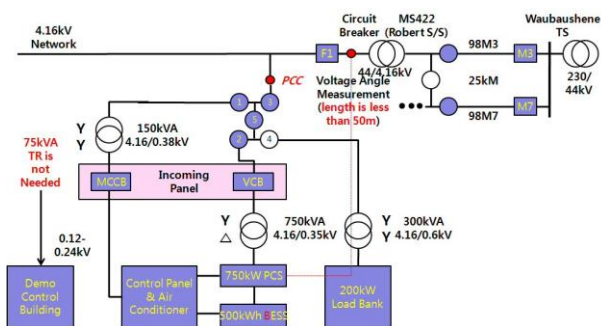 4.16kV
Network
Circuit
Breaker
MS422
(Robert S/S)
Waubaushene
TS
F1
98M3
M3
44/4,16kV
230/
44kV
PCC
Voltage Angle
Measurement
(length is less
than 50m)
25kM
98M7
M7
1
3
5
2
4
Y
Y
150kVA
4.16/0.38kV
75kVA
TR is
not
Needed
MCCB
Incoming
Panel
VCB
Y
△
750kVA
4.16/0.35kV
Y
Y
300kVA
4.16/0.6kV
0.12-
0.24kV
Demo
Control
Building
Control Panel
& Air
Conditioner
750kW PCS
500kWh BESS
200kW
Load Bank